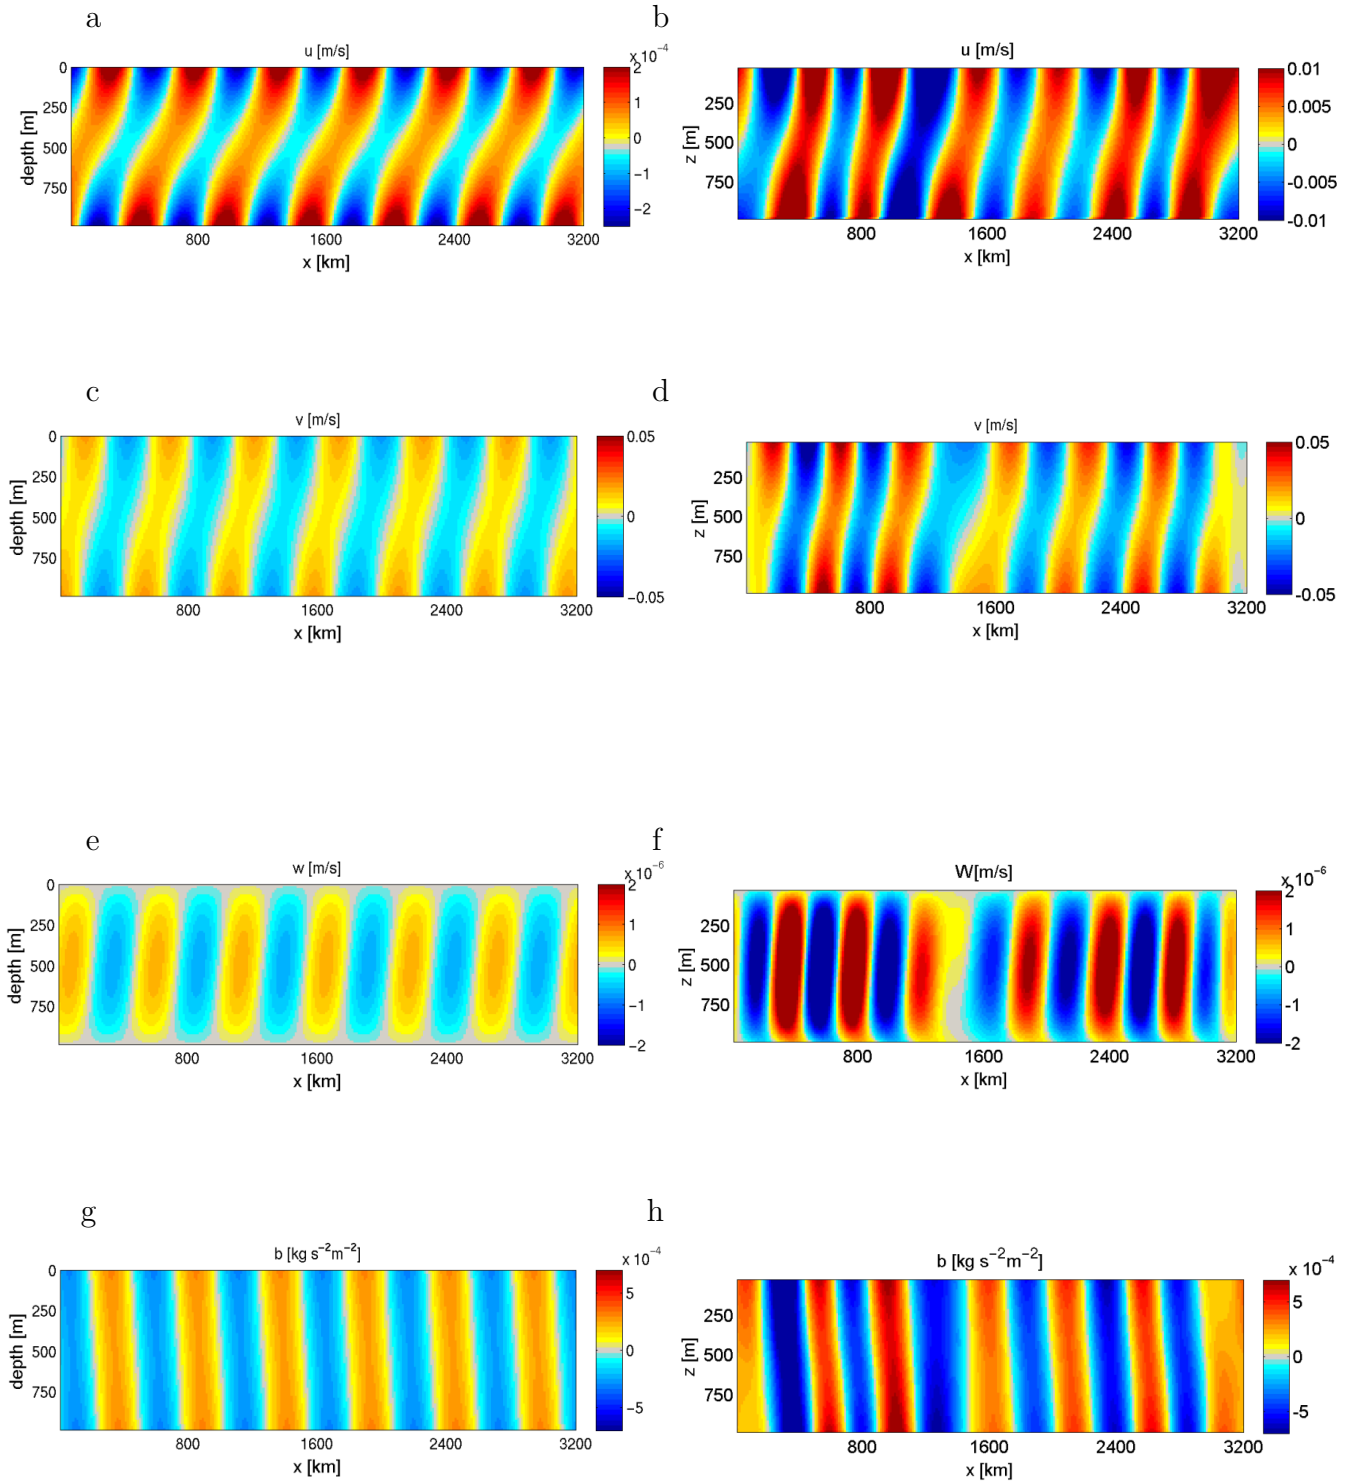 a
u [m/s]
x 10⁻⁴
0
250
500
750
depth [m]
800 1600 2400 3200
x [km]
2
1
0
−1
−2
b
u [m/s]
250
500
750
z [m]
800 1600 2400 3200
x [km]
0.01
0.005
0
-0.005
-0.01
c
v [m/s]
0
250
500
750
depth [m]
800 1600 2400 3200
x [km]
0.05
0
−0.05
d
v [m/s]
250
500
750
z [m]
800 1600 2400 3200
x [km]
0.05
0
-0.05
e
w [m/s]
x 10⁻⁶
0
250
500
750
depth [m]
800 1600 2400 3200
x [km]
2
1
0
−1
−2
f
W[m/s]
x 10⁻⁶
250
500
750
z [m]
800 1600 2400 3200
x [km]
2
1
0
-1
-2
g
b [kg s⁻²m⁻²]
x 10⁻⁴
0
250
500
750
depth [m]
800 1600 2400 3200
x [km]
5
0
−5
h
b [kg s⁻²m⁻²]
x 10⁻⁴
250
500
750
z [m]
800 1600 2400 3200
x [km]
5
0
-5